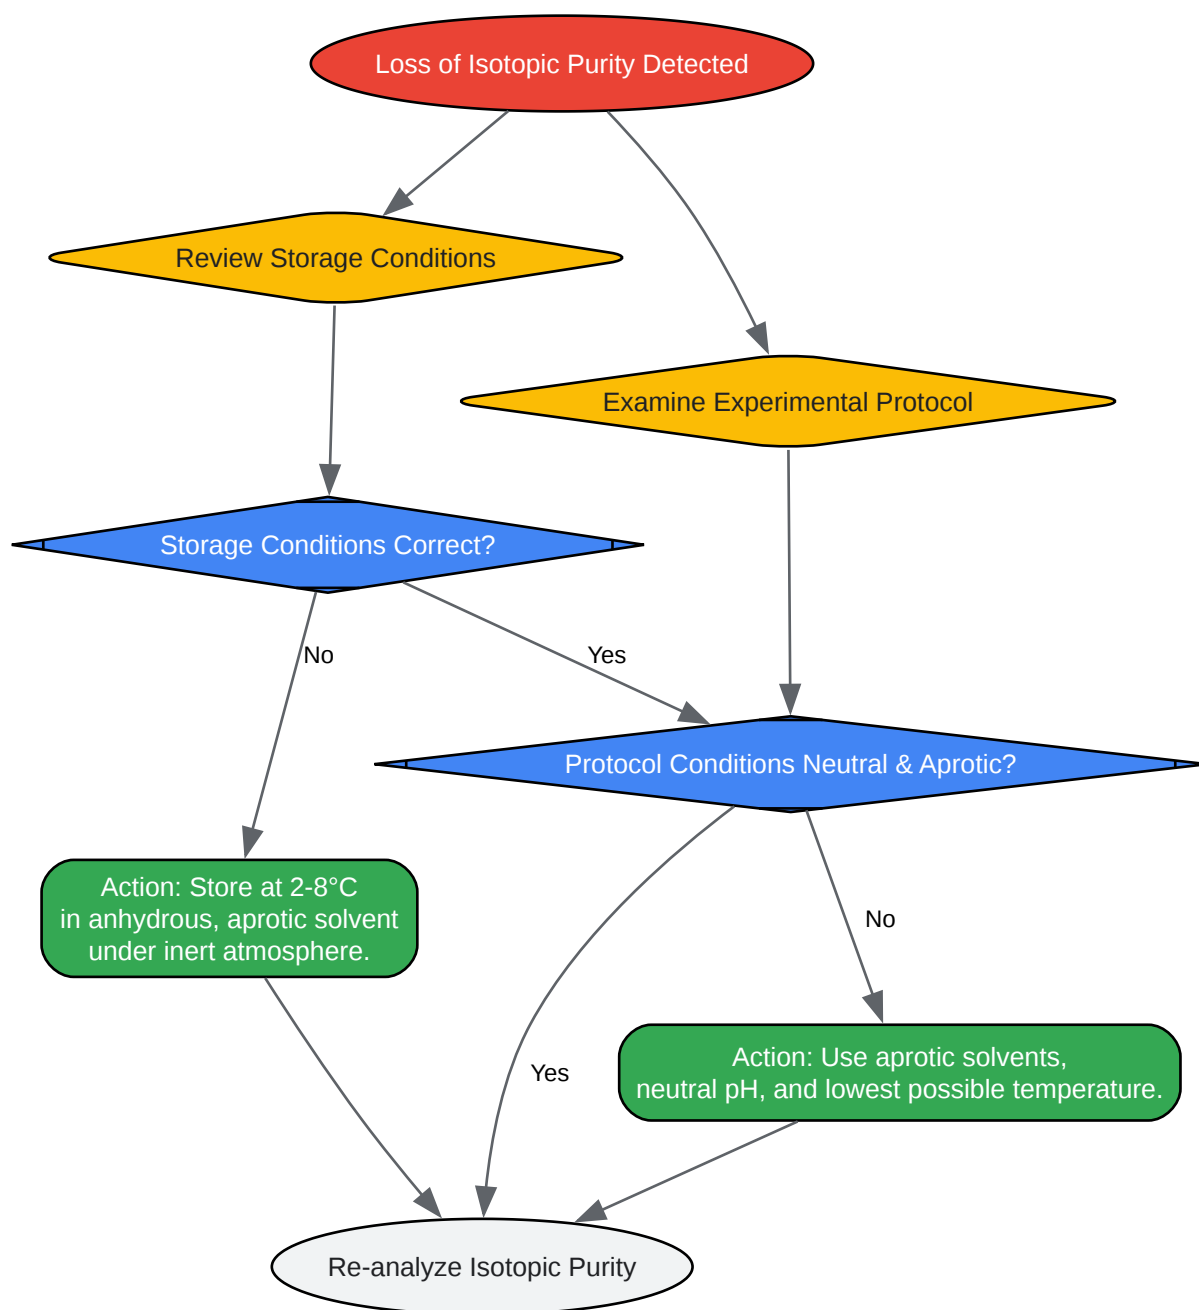 Loss of Isotopic Purity Detected
Review Storage Conditions
Examine Experimental Protocol
Storage Conditions Correct?
No
Yes
Protocol Conditions Neutral & Aprotic?
Action: Store at 2-8°C
in anhydrous, aprotic solvent
under inert atmosphere.
No
Action: Use aprotic solvents,
neutral pH, and lowest possible temperature.
Yes
Re-analyze Isotopic Purity